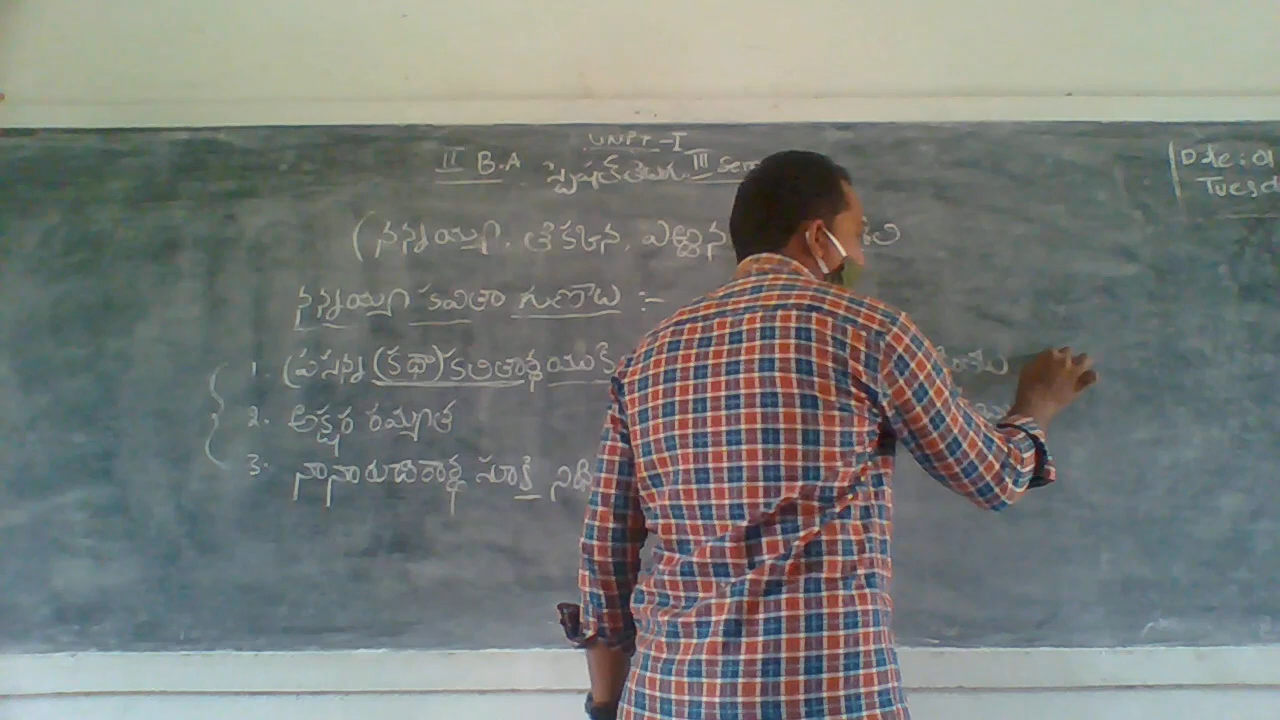 UNIT-I
II B.A స్పెషల్ తెలుగు III Sem
Date: 01
Tuesd
(నన్నయ్య, తిక్కన, ఎఱ్ఱన
నన్నయ్య కవితా గుణాలు :-
1. ప్రసన్న (కథా) కలితార్థయుక్తి
2. అక్షర రమ్యత
3. నానారుచిరార్థ సూక్తి నిధి